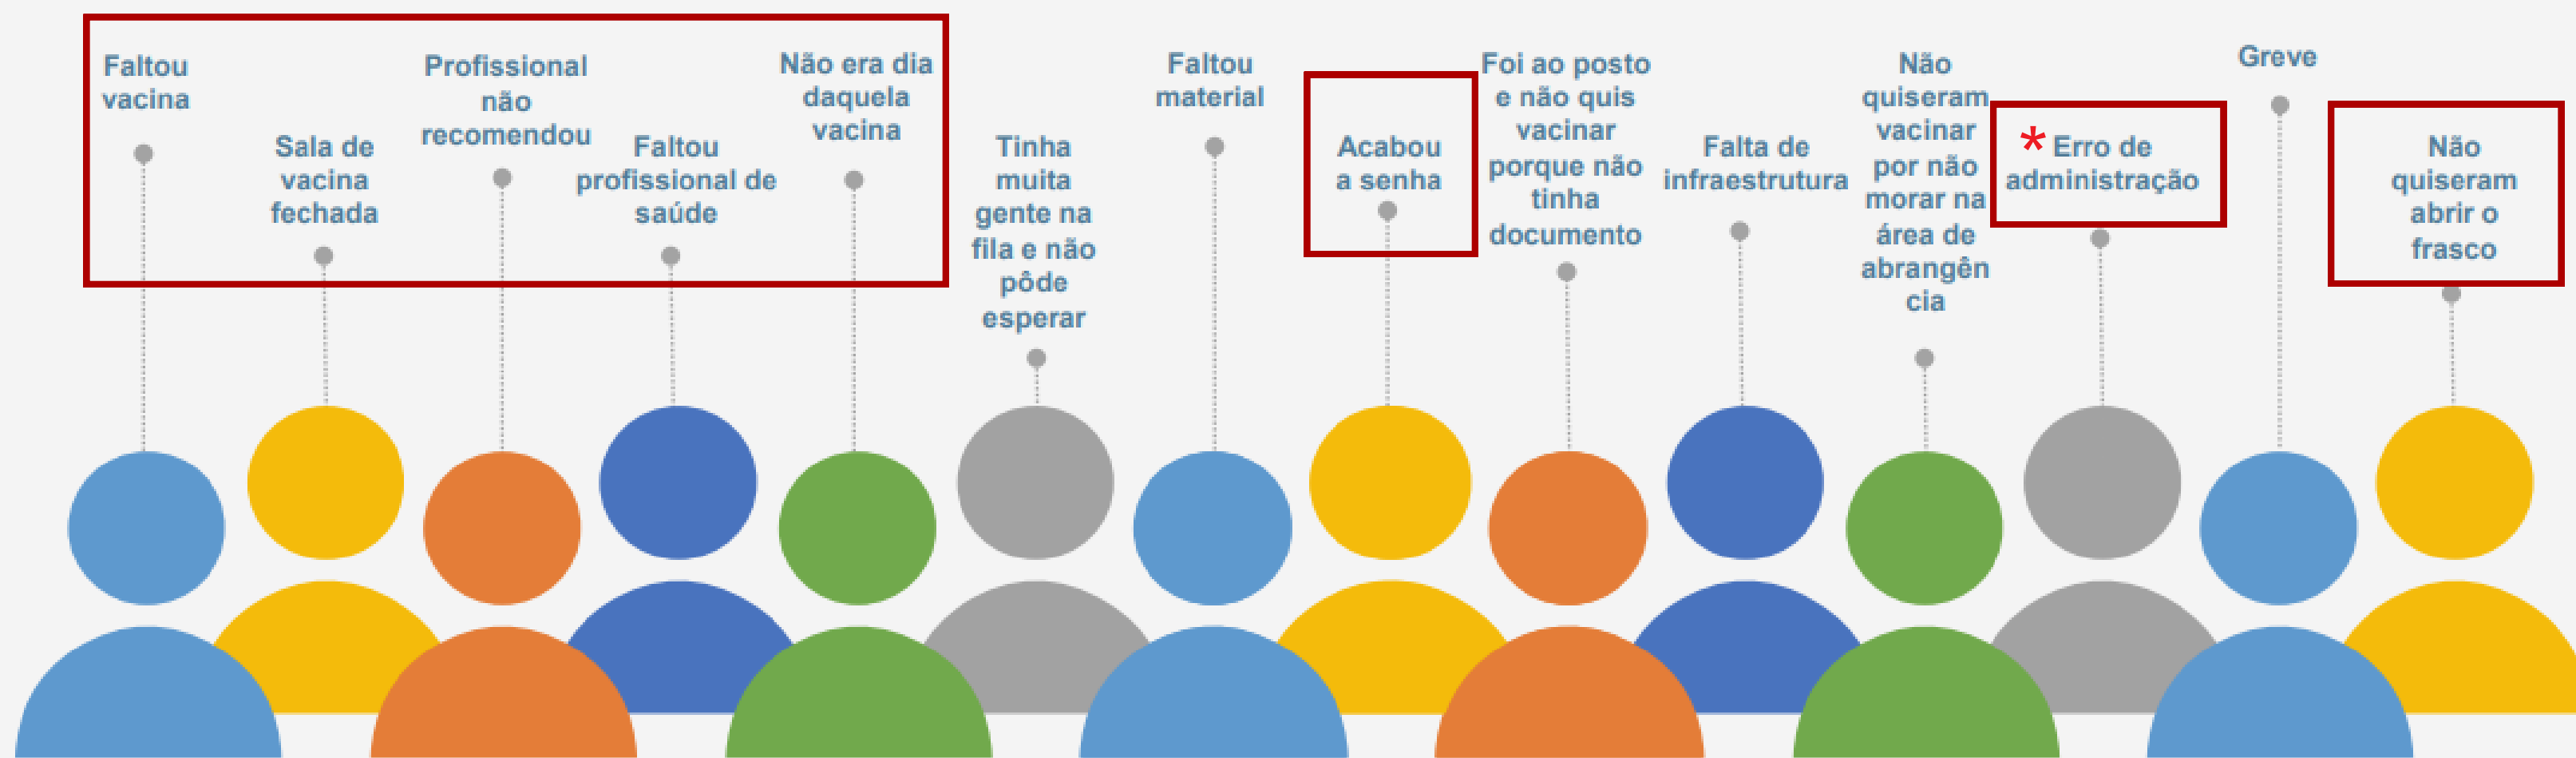 Faltou
vacina
Sala de
vacina
fechada
Profissional
não
recomendou
Faltou
profissional de
saúde
Não era dia
daquela
vacina
Tinha
muita
gente na
fila e não
pôde
esperar
Faltou
material
Acabou
a senha
Foi ao posto
e não quis
vacinar
porque não
tinha
documento
Falta de
infraestrutura
Não
quiseram
vacinar
por não
morar na
área de
abrangên
cia
* Erro de
administração
Greve
Não
quiseram
abrir o
frasco